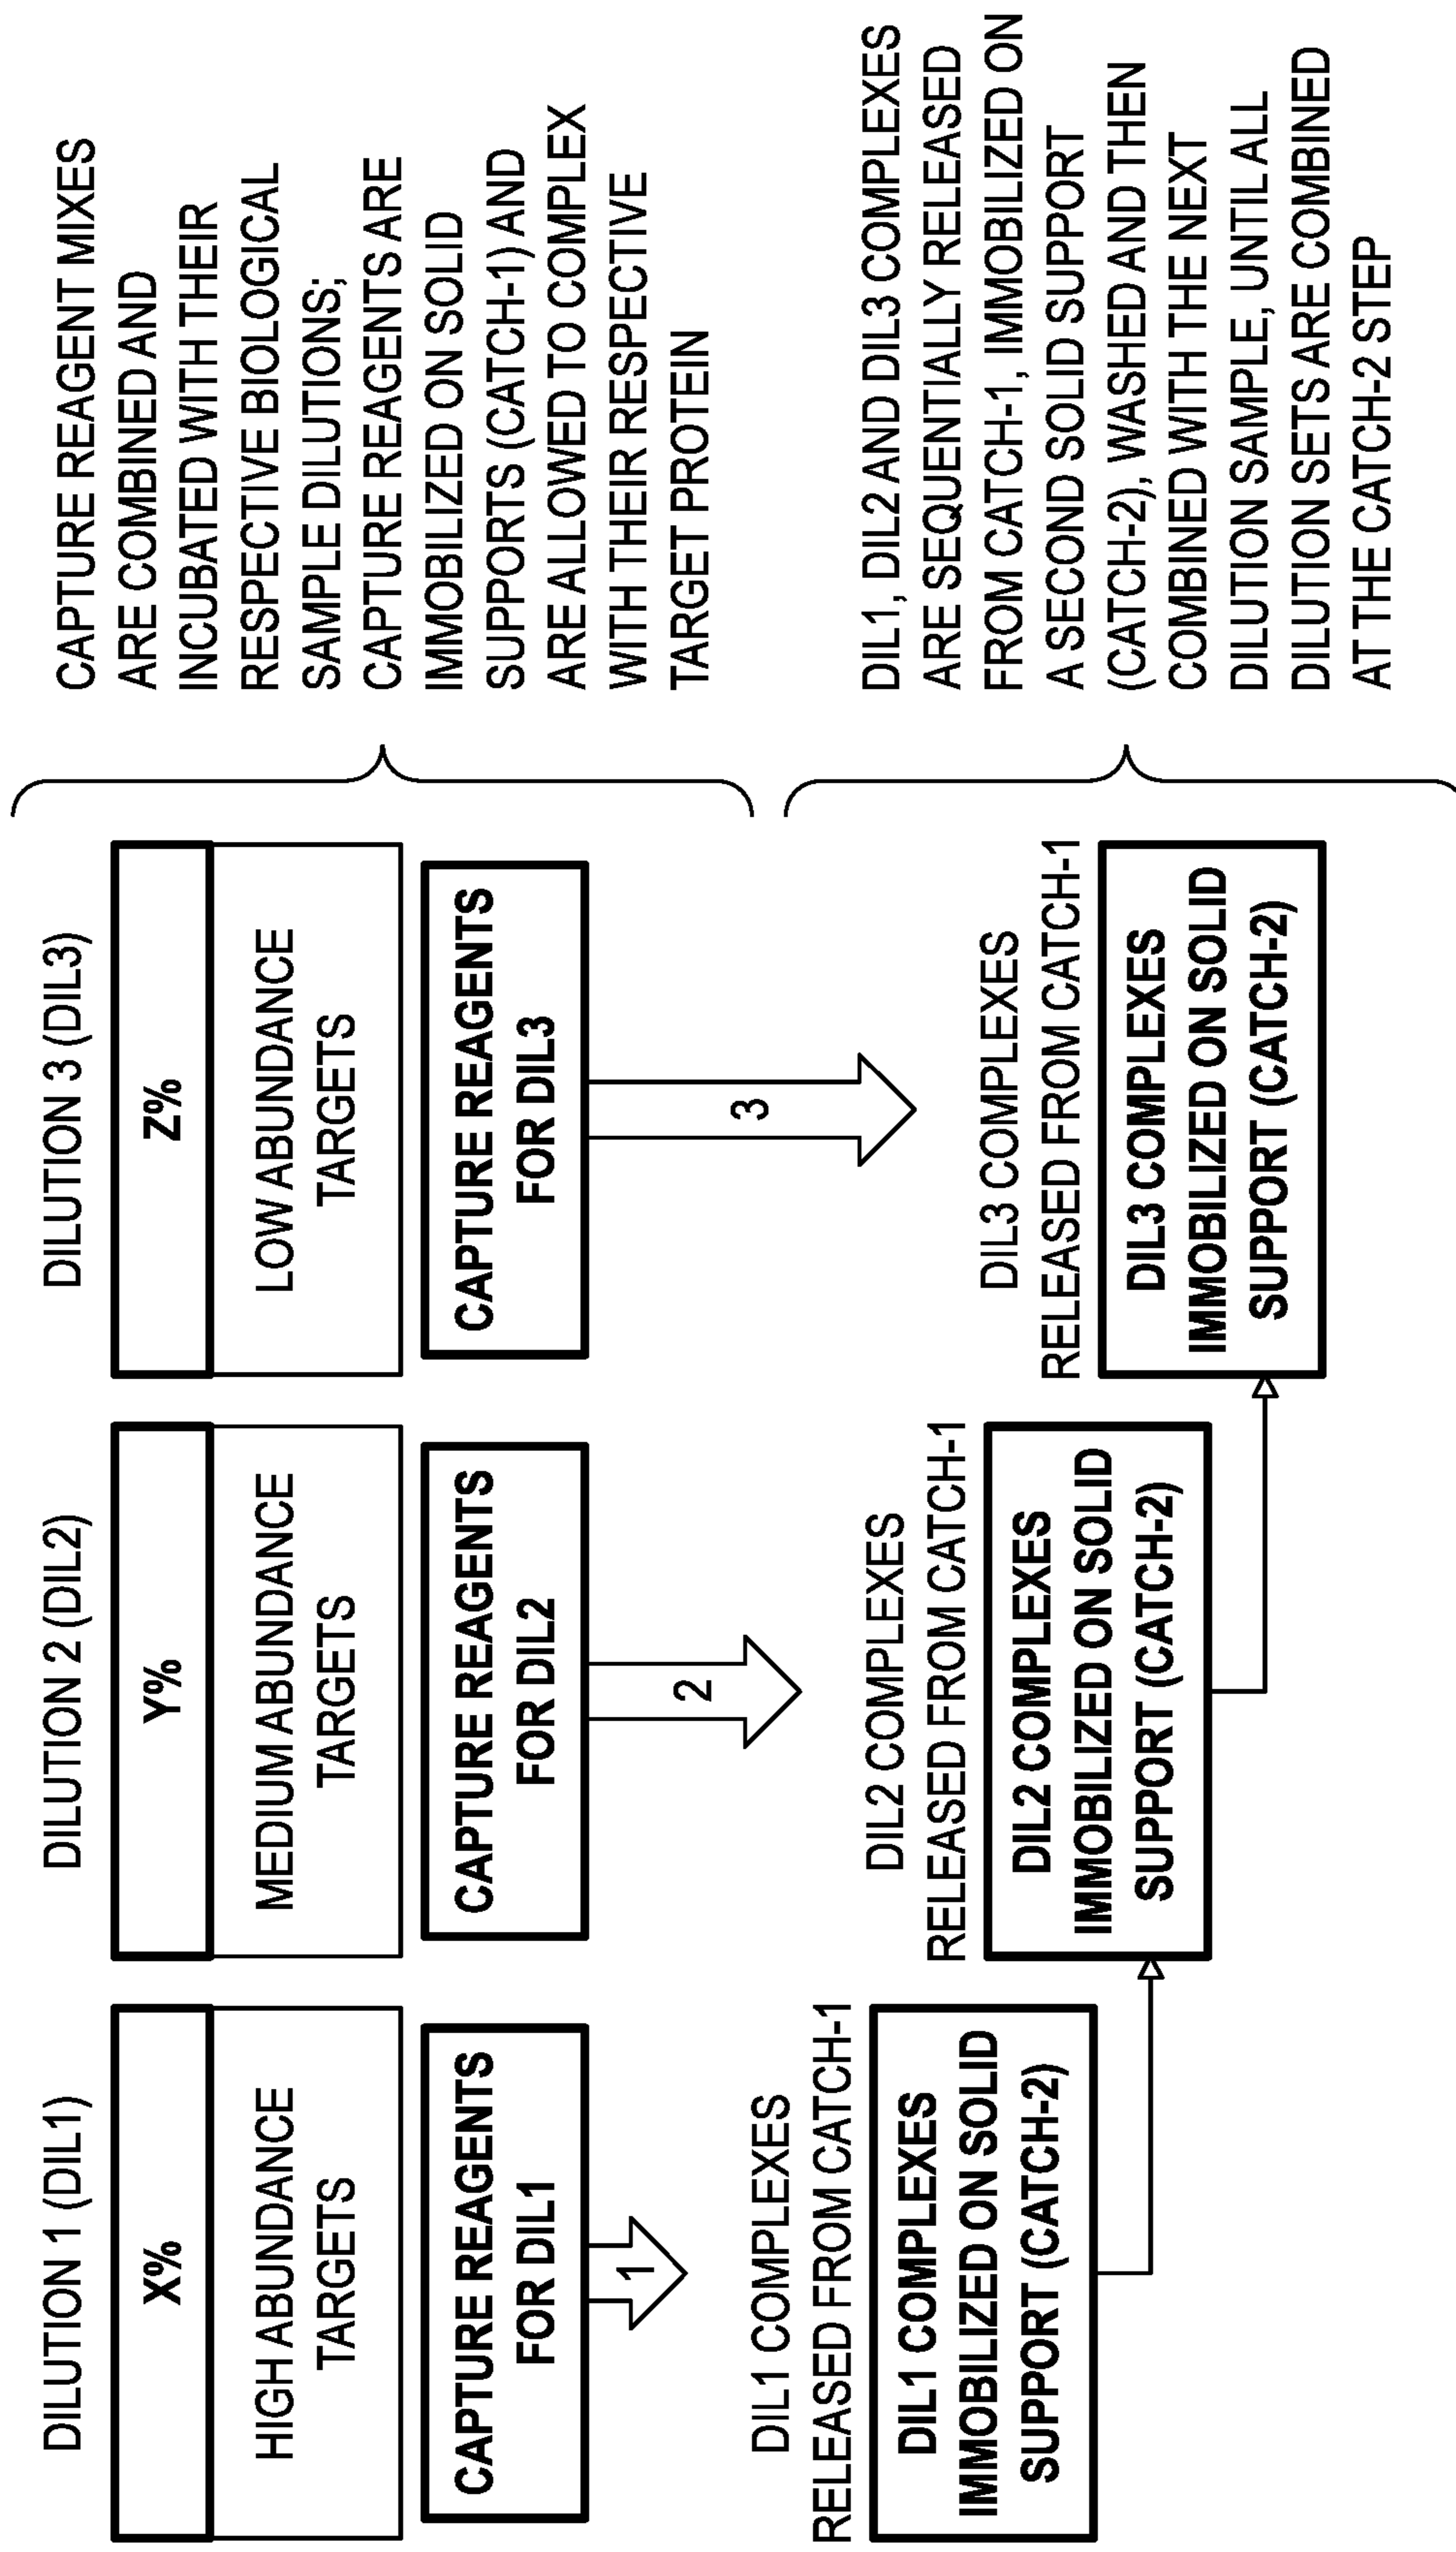 DILUTION 1 (DIL1)
X%
HIGH ABUNDANCE
TARGETS
CAPTURE REAGENTS
FOR DIL1
1
DIL1 COMPLEXES
RELEASED FROM CATCH-1
DIL1 COMPLEXES
IMMOBILIZED ON SOLID
SUPPORT (CATCH-2)
DILUTION 2 (DIL2)
Y%
MEDIUM ABUNDANCE
TARGETS
CAPTURE REAGENTS
FOR DIL2
2
DIL2 COMPLEXES
RELEASED FROM CATCH-1
DIL2 COMPLEXES
IMMOBILIZED ON SOLID
SUPPORT (CATCH-2)
DILUTION 3 (DIL3)
Z%
LOW ABUNDANCE
TARGETS
CAPTURE REAGENTS
FOR DIL3
3
DIL3 COMPLEXES
RELEASED FROM CATCH-1
DIL3 COMPLEXES
IMMOBILIZED ON SOLID
SUPPORT (CATCH-2)
CAPTURE REAGENT MIXES
ARE COMBINED AND
INCUBATED WITH THEIR
RESPECTIVE BIOLOGICAL
SAMPLE DILUTIONS;
CAPTURE REAGENTS ARE
IMMOBILIZED ON SOLID
SUPPORTS (CATCH-1) AND
ARE ALLOWED TO COMPLEX
WITH THEIR RESPECTIVE
TARGET PROTEIN
DIL1, DIL2 AND DIL3 COMPLEXES
ARE SEQUENTIALLY RELEASED
FROM CATCH-1, IMMOBILIZED ON
A SECOND SOLID SUPPORT
(CATCH-2), WASHED AND THEN
COMBINED WITH THE NEXT
DILUTION SAMPLE, UNTIL ALL
DILUTION SETS ARE COMBINED
AT THE CATCH-2 STEP